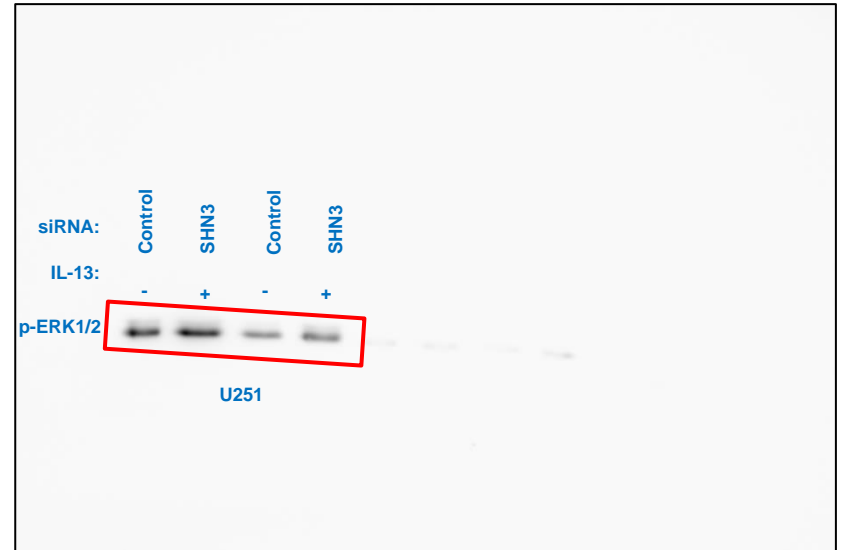 siRNA: Control SHN3 Control SHN3
IL-13: - + - +
p-ERK1/2
U251